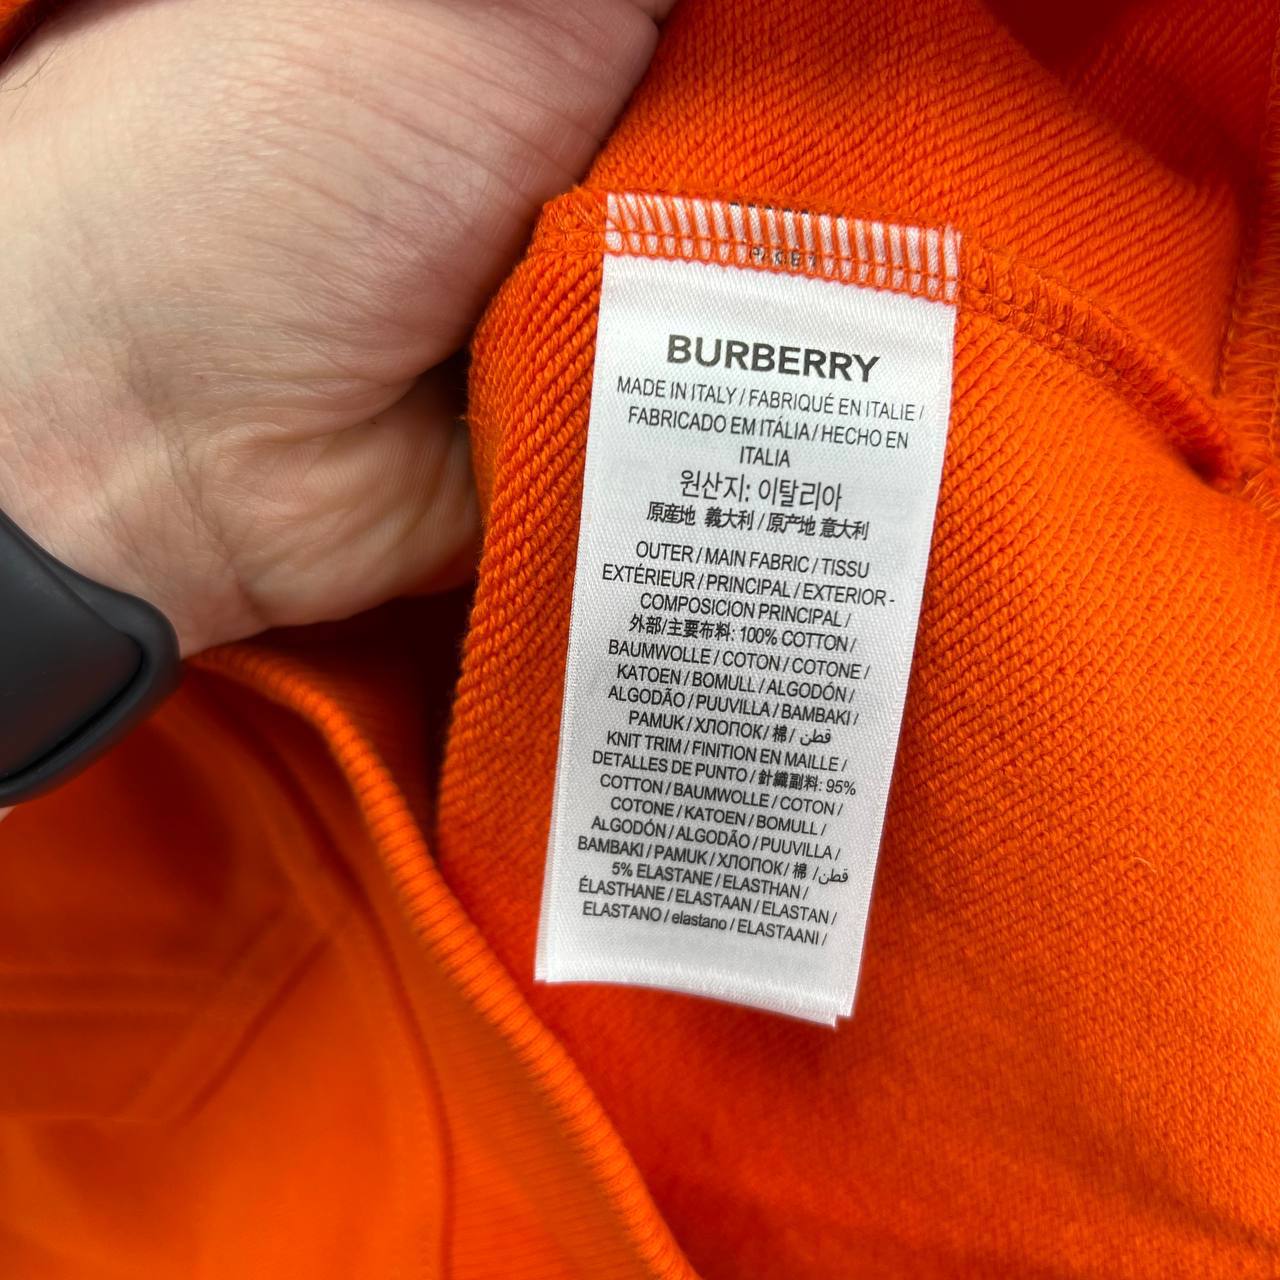 BURBERRY
MADE IN ITALY / FABRIQUÉ EN ITALIE /
FABRICADO EM ITÁLIA / HECHO EN
ITALIA
원산지: 이탈리아
原産地 義大利 / 原产地 意大利
OUTER / MAIN FABRIC / TISSU
EXTÉRIEUR / PRINCIPAL / EXTERIOR -
COMPOSICION PRINCIPAL /
外部/主要布料: 100% COTTON /
BAUMWOLLE / COTON / COTONE /
KATOEN / BOMULL / ALGODÓN /
ALGODÃO / PUUVILLA / BAMBAKI /
PAMUK / ХЛОПОК / 棉 / قطن
KNIT TRIM / FINITION EN MAILLE /
DETALLES DE PUNTO / 針織副料: 95%
COTTON / BAUMWOLLE / COTON /
COTONE / KATOEN / BOMULL /
ALGODÓN / ALGODÃO / PUUVILLA /
BAMBAKI / PAMUK / ХЛОПОК / 棉 / قطن
5% ELASTANE / ELASTHAN /
ÉLASTHANE / ELASTAAN / ELASTAN /
ELASTANO / elastano / ELASTAANI /